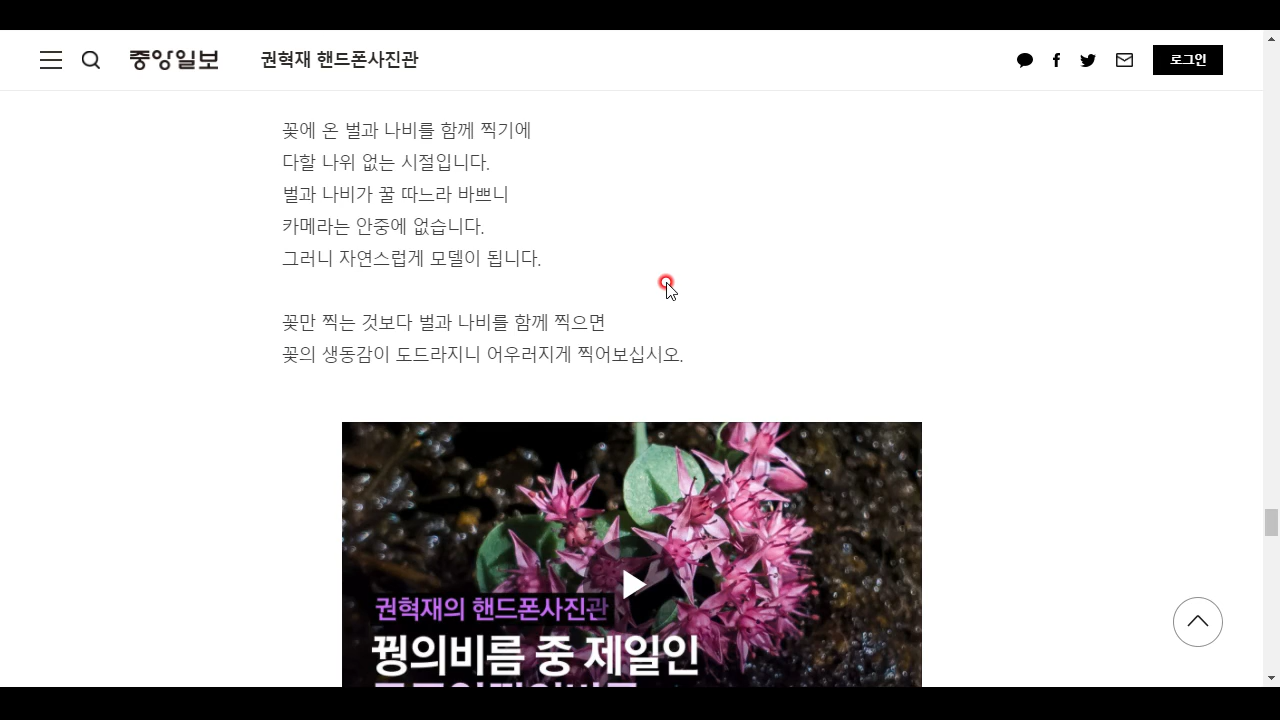 중앙일보
권혁재 핸드폰사진관
로그인
꽃에 온 벌과 나비를 함께 찍기에
다할 나위 없는 시절입니다.
벌과 나비가 꿀 따느라 바쁘니
카메라는 안중에 없습니다.
그러니 자연스럽게 모델이 됩니다.
꽃만 찍는 것보다 벌과 나비를 함께 찍으면
꽃의 생동감이 도드라지니 어우러지게 찍어보십시오.
권혁재의 핸드폰사진관
꿩의비름 중 제일인